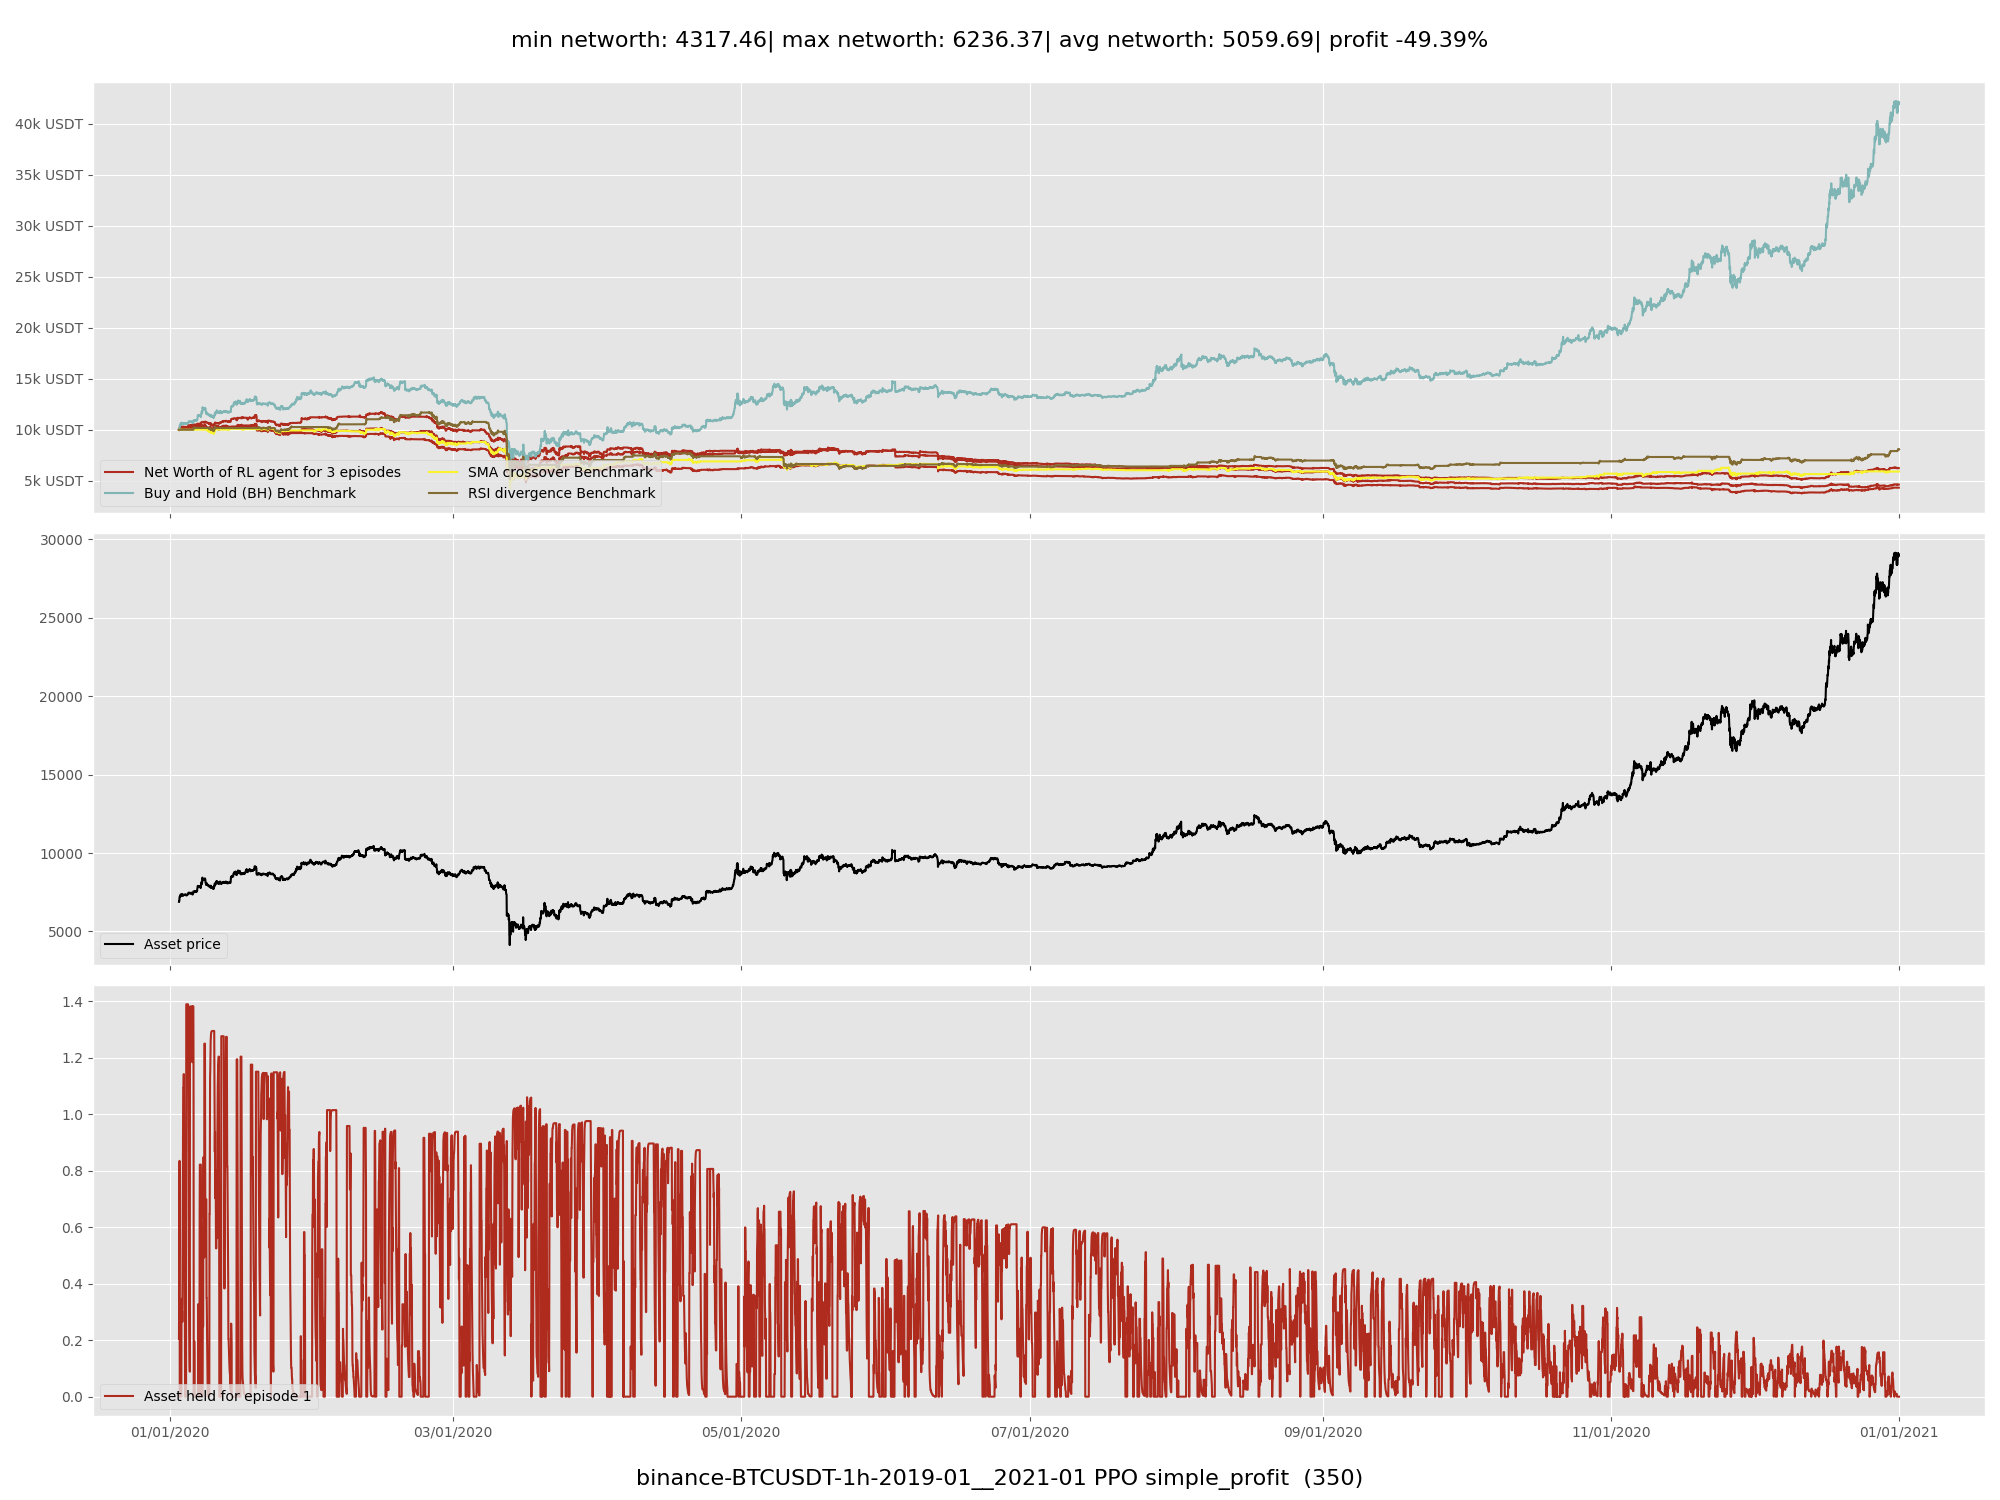 min networth: 4317.46| max networth: 6236.37| avg networth: 5059.69| profit -49.39%
40k USDT
35k USDT
30k USDT
25k USDT
20k USDT
15k USDT
10k USDT
5k USDT
Net Worth of RL agent for 3 episodes
Buy and Hold (BH) Benchmark
SMA crossover Benchmark
RSI divergence Benchmark
30000
25000
20000
15000
10000
5000
Asset price
1.4
1.2
1.0
0.8
0.6
0.4
0.2
0.0
Asset held for episode 1
01/01/2020 03/01/2020 05/01/2020 07/01/2020 09/01/2020 11/01/2020 01/01/2021
binance-BTCUSDT-1h-2019-01__2021-01 PPO simple_profit  (350)